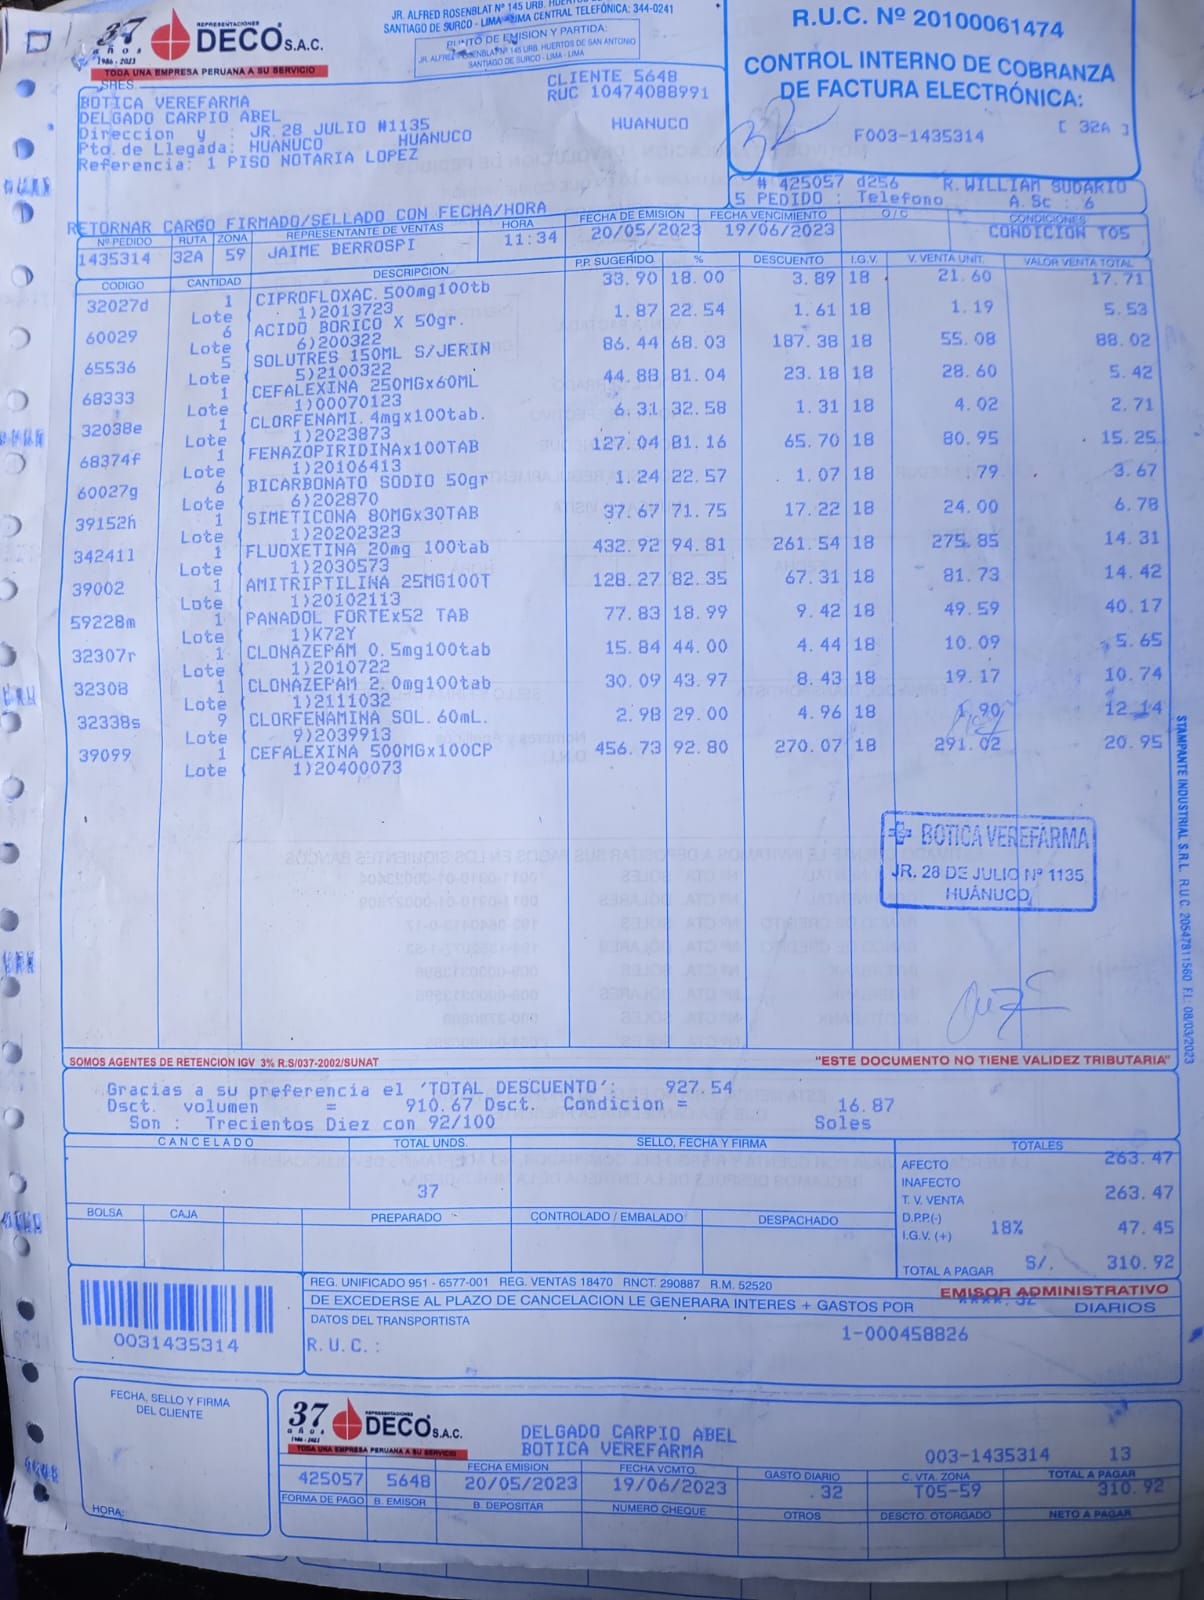 37 años 1986 - 2023
REPRESENTACIONES DECO S.A.C.
TODA UNA EMPRESA PERUANA A SU SERVICIO
JR. ALFRED ROSENBLAT Nº 145 URB. HUERTOS
SANTIAGO DE SURCO - LIMA - LIMA CENTRAL TELEFÓNICA: 344-0241
PUNTO DE EMISION Y PARTIDA:
JR. ALFRED ROSENBLAT Nº 145 URB. HUERTOS DE SAN ANTONIO
SANTIAGO DE SURCO - LIMA - LIMA
R.U.C. Nº 20100061474
CONTROL INTERNO DE COBRANZA
DE FACTURA ELECTRÓNICA:
F003-1435314 [ 32A ]
32
SRES.
BOTICA VEREFARMA CLIENTE 5648
DELGADO CARPIO ABEL RUC 10474088991
Direccion y : JR. 28 JULIO #1135 HUANUCO
Pto.de Llegada: HUANUCO HUANUCO
Referencia: 1 PISO NOTARIA LOPEZ
# 425057 d256 R.WILLIAM SUDARIO
5 PEDIDO : Telefono A.Sc : 6
RETORNAR CARGO FIRMADO/SELLADO CON FECHA/HORA
Nº PEDIDO RUTA ZONA REPRESENTANTE DE VENTAS HORA FECHA DE EMISION FECHA VENCIMIENTO O / C CONDICIONES
1435314 32A 59 JAIME BERROSPI 11:34 20/05/2023 19/06/2023 CONDICION T05
CODIGO CANTIDAD DESCRIPCION P.P. SUGERIDO % DESCUENTO I.G.V. V. VENTA UNIT. VALOR VENTA TOTAL
32027d 1 CIPROFLOXAC. 500mg100tb 33.90 18.00 3.89 18 21.60 17.71
Lote ( 1)2013723
60029 6 ACIDO BORICO X 50gr. 1.87 22.54 1.61 18 1.19 5.53
Lote ( 6)200322
65536 5 SOLUTRES 150ML S/JERIN 86.44 68.03 187.38 18 55.08 88.02
Lote ( 5)2100322
68333 1 CEFALEXINA 250MGx60ML 44.88 81.04 23.18 18 28.60 5.42
Lote ( 1)00070123
32038e 1 CLORFENAMI. 4mgx100tab. 6.31 32.58 1.31 18 4.02 2.71
Lote ( 1)2023873
68374f 1 FENAZOPIRIDINAx100TAB 127.04 81.16 65.70 18 80.95 15.25
Lote ( 1)20106413
60027g 6 BICARBONATO SODIO 50gr 1.24 22.57 1.07 18 .79 3.67
Lote ( 6)202870
39152h 1 SIMETICONA 80MGx30TAB 37.67 71.75 17.22 18 24.00 6.78
Lote ( 1)20202323
342411 1 FLUOXETINA 20mg 100tab 432.92 94.81 261.54 18 275.85 14.31
Lote ( 1)2030573
39002 1 AMITRIPTILINA 25MG100T 128.27 82.35 67.31 18 81.73 14.42
Lote ( 1)20102113
59228m 1 PANADOL FORTEx52 TAB 77.83 18.99 9.42 18 49.59 40.17
Lote ( 1)K72Y
32307r 1 CLONAZEPAM 0.5mg100tab 15.84 44.00 4.44 18 10.09 5.65
Lote ( 1)2010722
32308 1 CLONAZEPAM 2.0mg100tab 30.09 43.97 8.43 18 19.17 10.74
Lote ( 1)2111032
32338s 9 CLORFENAMINA SOL.60mL. 2.98 29.00 4.96 18 1.90 12.14
Lote ( 9)2039913
39099 1 CEFALEXINA 500MGx100CP 456.73 92.80 270.07 18 291.02 20.95
Lote 1)20400073
BOTICA VEREFARMA
JR. 28 DE JULIO Nº 1135
HUÁNUCO
STAMPANTE INDUSTRIAL S.R.L. R.U.C. 20547811560 F.I.: 08/03/2023
SOMOS AGENTES DE RETENCION IGV 3% R.S/037-2002/SUNAT "ESTE DOCUMENTO NO TIENE VALIDEZ TRIBUTARIA"
Gracias a su preferencia el 'TOTAL DESCUENTO': 927.54
Dsct. volumen = 910.67 Dsct. Condicion = 16.87
Son : Trecientos Diez con 92/100 Soles
CANCELADO TOTAL UNDS. SELLO, FECHA Y FIRMA TOTALES
37
AFECTO 263.47
INAFECTO
T. V. VENTA 263.47
D.P.P.(-)
I.G.V. (+) 18% 47.45
TOTAL A PAGAR S/. 310.92
BOLSA CAJA PREPARADO CONTROLADO / EMBALADO DESPACHADO
0031435314
REG. UNIFICADO 951 - 6577-001 REG. VENTAS 18470 RNCT. 290887 R.M. 52520
EMISOR ADMINISTRATIVO
DE EXCEDERSE AL PLAZO DE CANCELACION LE GENERARA INTERES + GASTOS POR ****.32 DIARIOS
DATOS DEL TRANSPORTISTA
1-000458826
R.U.C.:
FECHA, SELLO Y FIRMA
DEL CLIENTE
HORA:
37 años 1986 - 2023
REPRESENTACIONES DECO S.A.C.
TODA UNA EMPRESA PERUANA A SU SERVICIO
DELGADO CARPIO ABEL
BOTICA VEREFARMA 003-1435314 13
FECHA EMISION FECHA VCMTO. GASTO DIARIO C. VTA. ZONA TOTAL A PAGAR
425057 5648 20/05/2023 19/06/2023 .32 T05-59 310.92
FORMA DE PAGO B. EMISOR B. DEPOSITAR NUMERO CHEQUE OTROS DESCTO. OTORGADO NETO A PAGAR